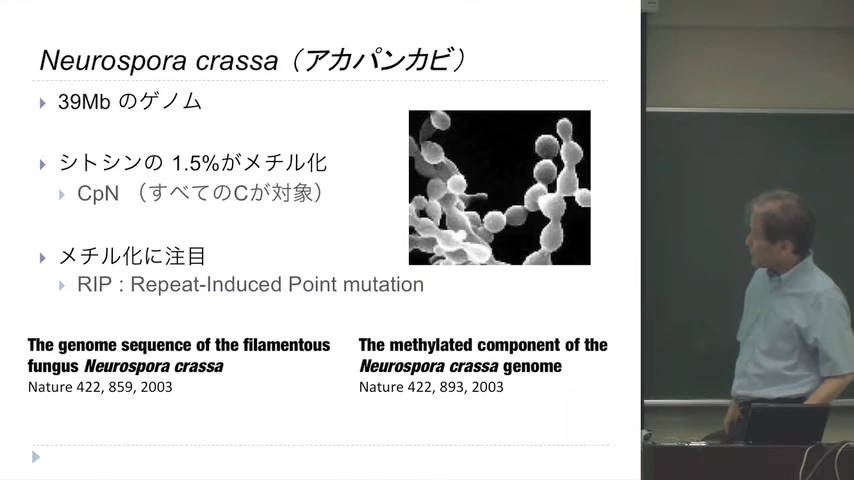 Neurospora crassa（アカパンカビ）
39Mb のゲノム
シトシンの 1.5%がメチル化
CpN （すべてのCが対象）
メチル化に注目
RIP : Repeat-Induced Point mutation
The genome sequence of the filamentous
fungus Neurospora crassa
Nature 422, 859, 2003
The methylated component of the
Neurospora crassa genome
Nature 422, 893, 2003